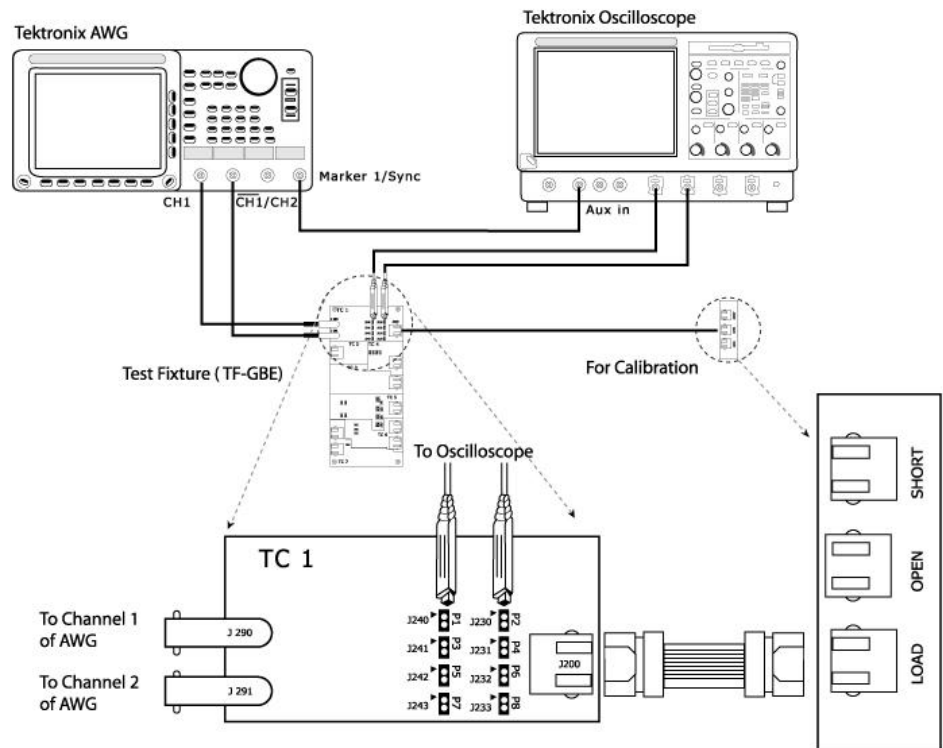 Tektronix AWG
Tektronix Oscilloscope
Marker 1/Sync
CH1
CH1/CH2
Aux in
TC 1
Test Fixture ( TF-GBE)
For Calibration
To Oscilloscope
TC 1
To Channel 1
of AWG
J 290
To Channel 2
of AWG
J 291
J240 P1 J230 P2
J241 P3 J231 P4
J242 P5 J232 P6
J243 P7 J233 P8
J200
SHORT
OPEN
LOAD